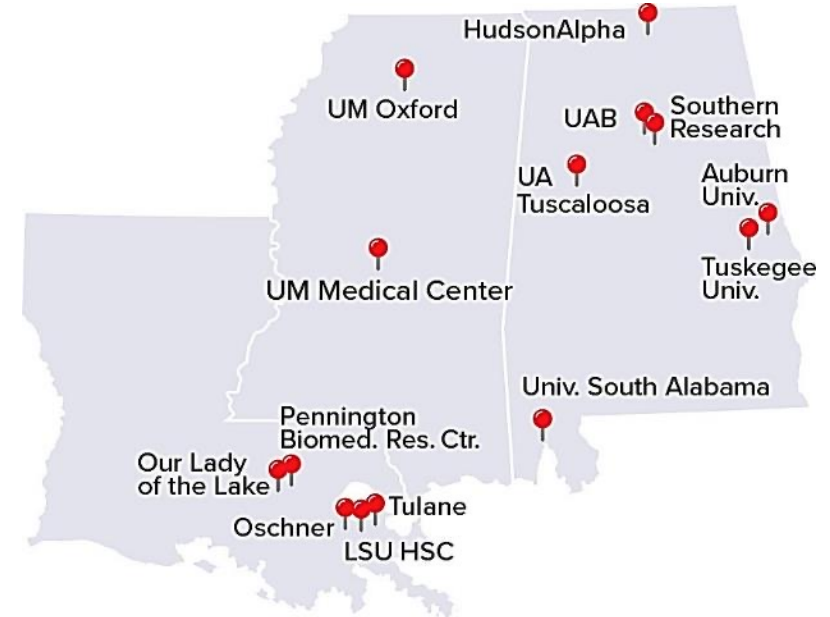 HudsonAlpha
UM Oxford
UAB
Southern
Research
UA
Tuscaloosa
Auburn
Univ.
Tuskegee
Univ.
UM Medical Center
Univ. South Alabama
Pennington
Biomed. Res. Ctr.
Our Lady
of the Lake
Tulane
Oschner
LSU HSC